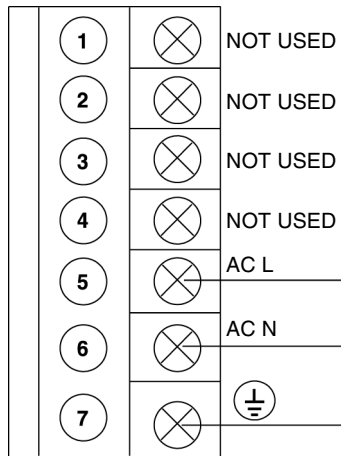 1 NOT USED
2 NOT USED
3 NOT USED
4 NOT USED
5 AC L
6 AC N
7